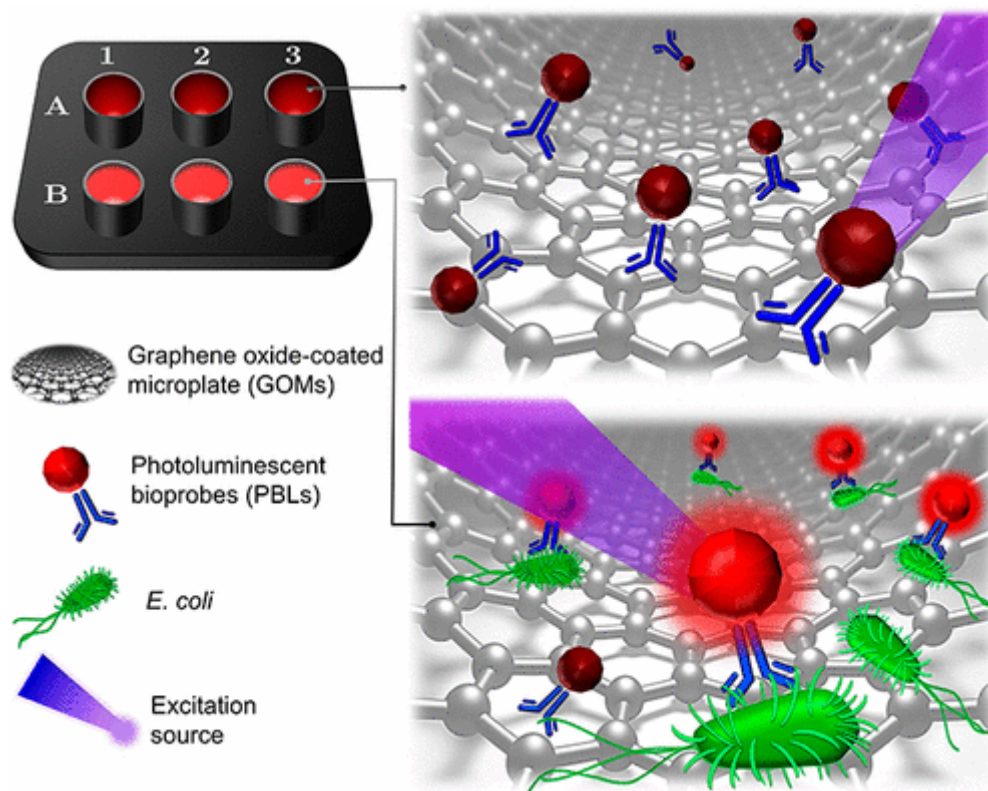 1 2 3
A
B
Graphene oxide-coated
microplate (GOMs)
Photoluminescent
bioprobes (PBLs)
E. coli
Excitation
source